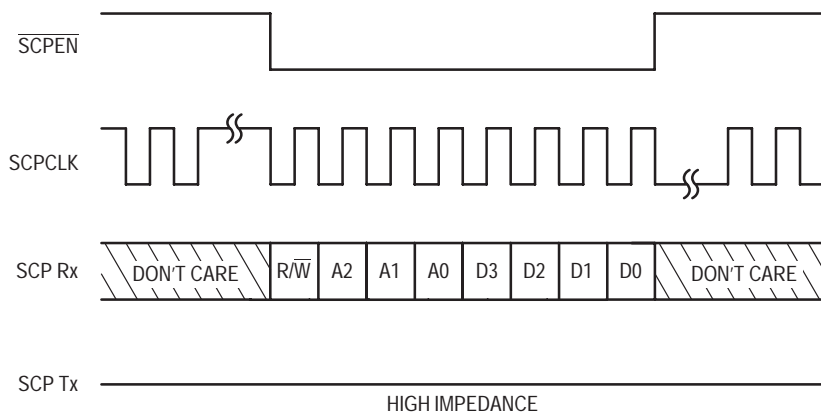 SCPEN
SCPCLK
SCP Rx DON'T CARE R/W A2 A1 A0 D3 D2 D1 D0 DON'T CARE
SCP Tx
HIGH IMPEDANCE